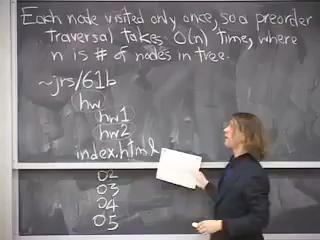 Each node visited only once, so a preorder
traversal takes O(n) time, where
n is # of nodes in tree.
~jrs/61b
hw
hw1
hw2
index.html
02
03
04
05